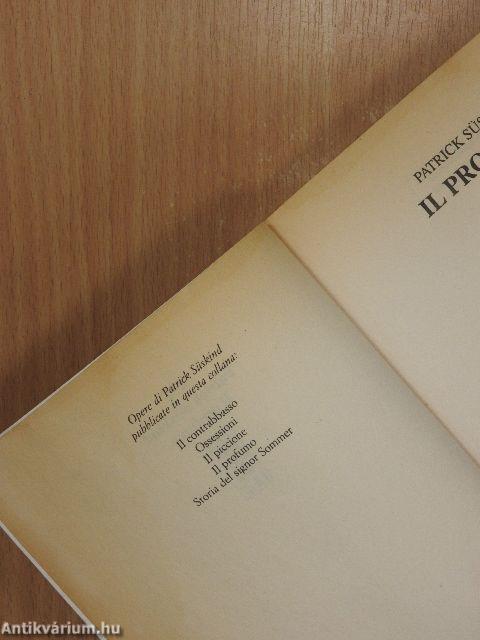 Opere di Patrick Süskind
pubblicate in questa collana:
Il contrabbasso
Ossessioni
Il piccione
Il profumo
Storia del signor Sommer
PATRICK SÜS
IL PRO
Antikvárium.hu